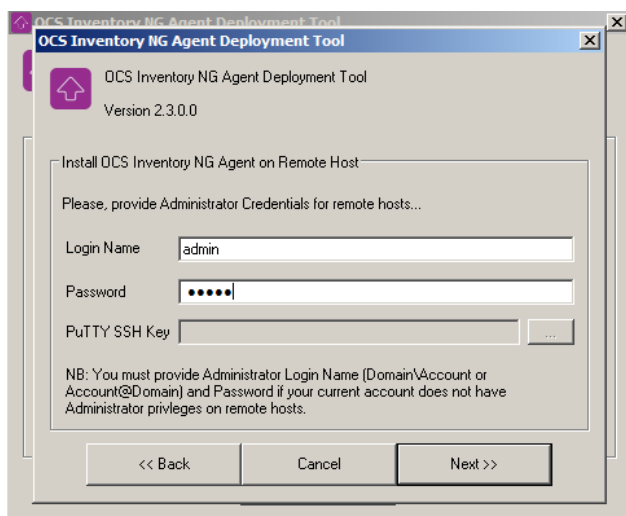 OCS Inventory NG Agent Deployment Tool
OCS Inventory NG Agent Deployment Tool
OCS Inventory NG Agent Deployment Tool
Version 2.3.0.0
Install OCS Inventory NG Agent on Remote Host
Please, provide Administrator Credentials for remote hosts...
Login Name admin
Password •••••
PuTTY SSH Key ...
NB: You must provide Administrator Login Name (Domain\Account or
Account@Domain) and Password if your current account does not have
Administrator privleges on remote hosts.
<< Back Cancel Next >>